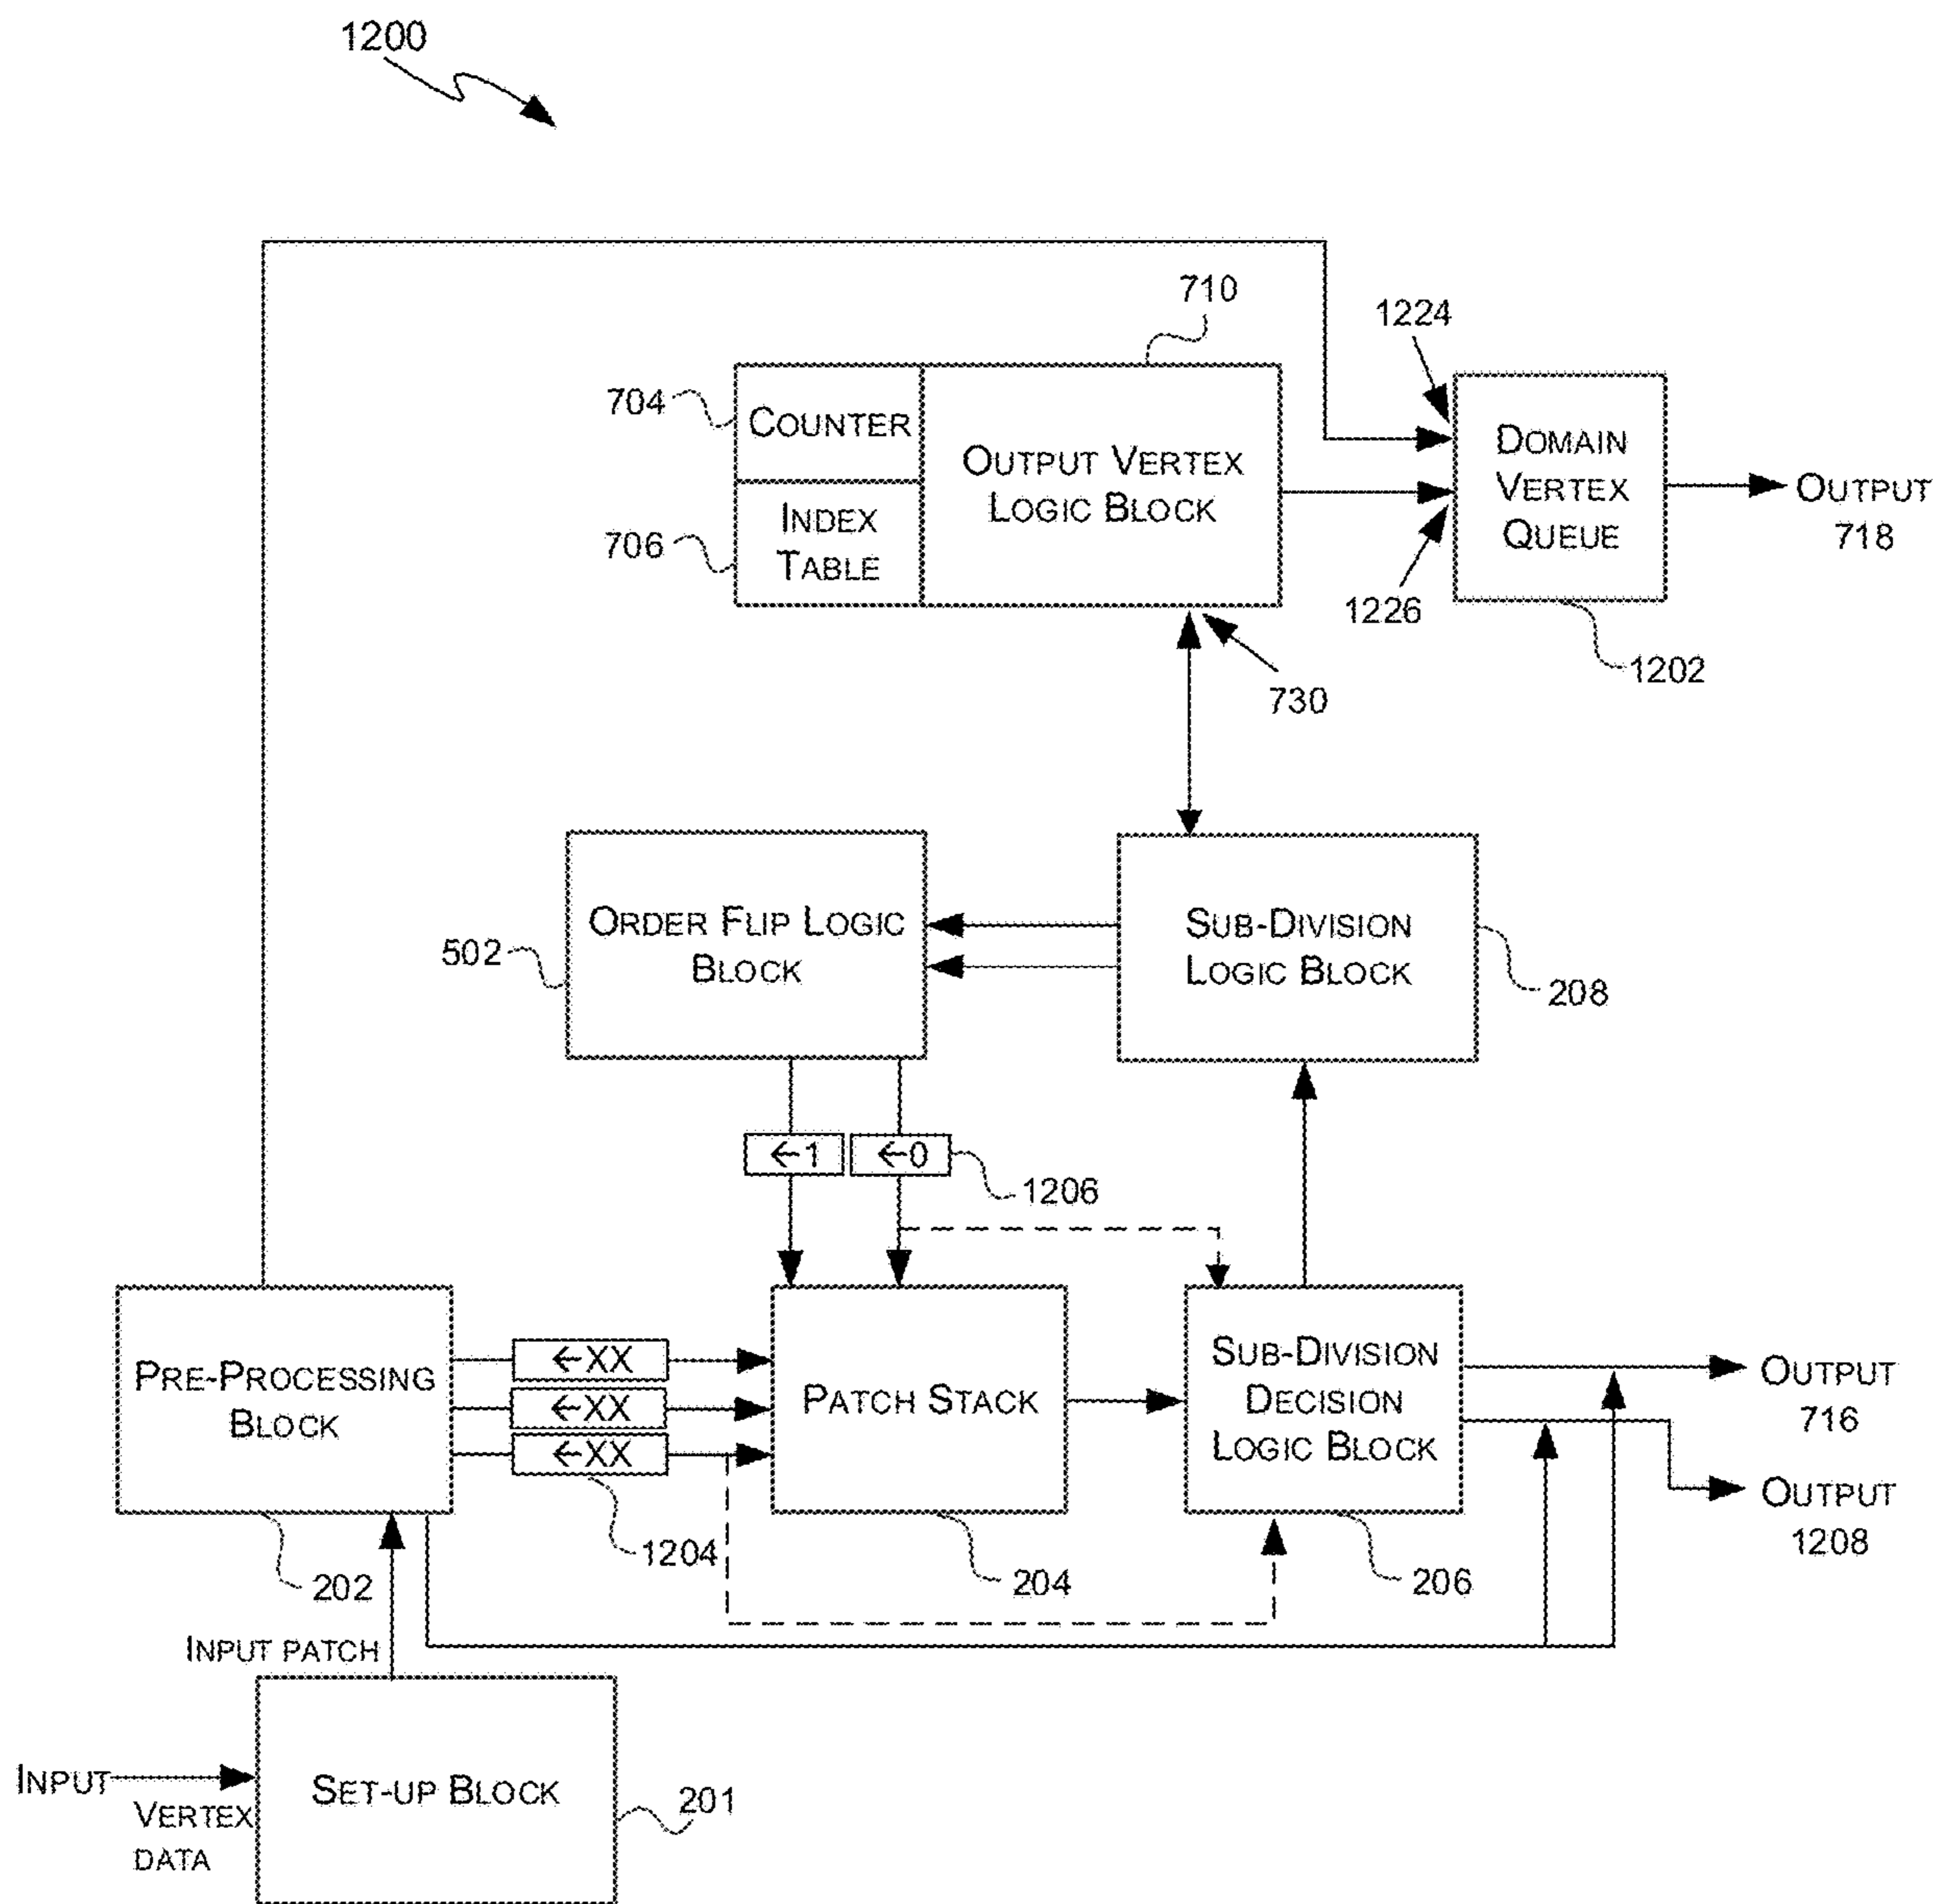 1200
710
1224
704
COUNTER
OUTPUT VERTEX
LOGIC BLOCK
DOMAIN
VERTEX
QUEUE
OUTPUT
718
706
INDEX
TABLE
1226
1202
730
ORDER FLIP LOGIC
BLOCK
502
SUB-DIVISION
LOGIC BLOCK
208
←1
←0
1206
PRE-PROCESSING
BLOCK
←XX
←XX
←XX
PATCH STACK
SUB-DIVISION
DECISION
LOGIC BLOCK
OUTPUT
716
OUTPUT
1208
1204
202
204
206
INPUT PATCH
SET-UP BLOCK
INPUT
VERTEX
DATA
201